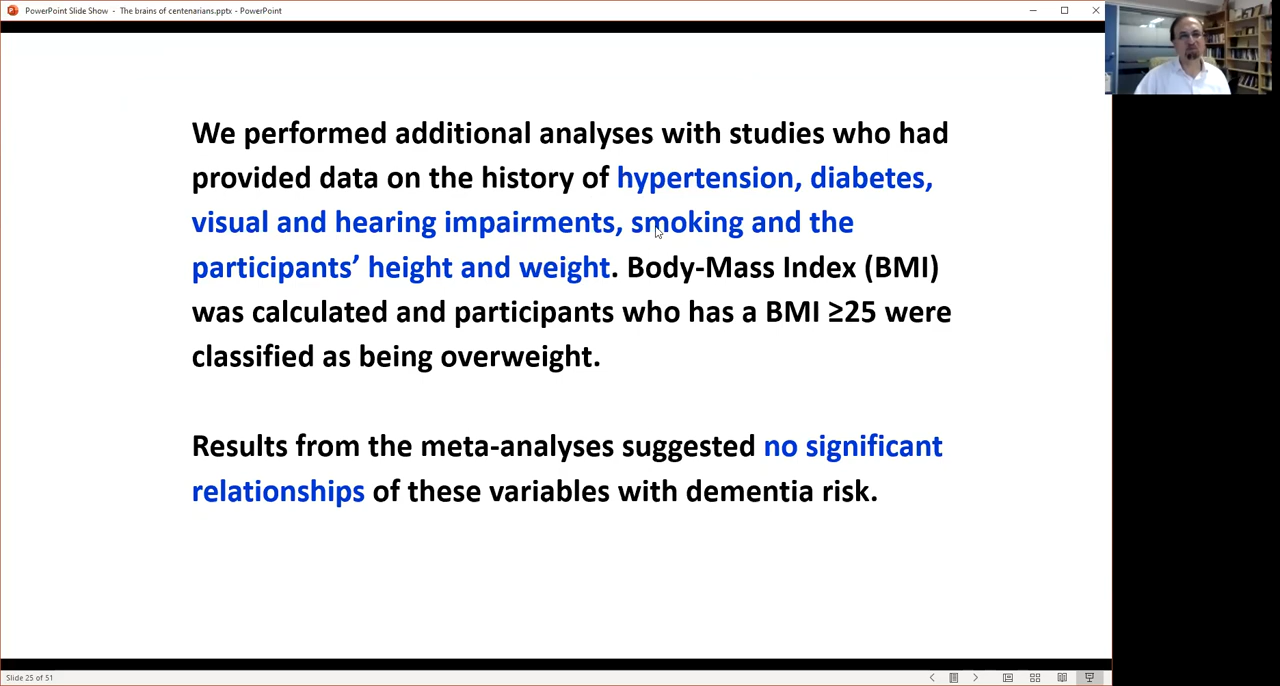 PowerPoint Slide Show - The brains of centenarians.pptx - PowerPoint
We performed additional analyses with studies who had
provided data on the history of hypertension, diabetes,
visual and hearing impairments, smoking and the
participants’ height and weight. Body-Mass Index (BMI)
was calculated and participants who has a BMI ≥25 were
classified as being overweight.
Results from the meta-analyses suggested no significant
relationships of these variables with dementia risk.
Slide 25 of 51